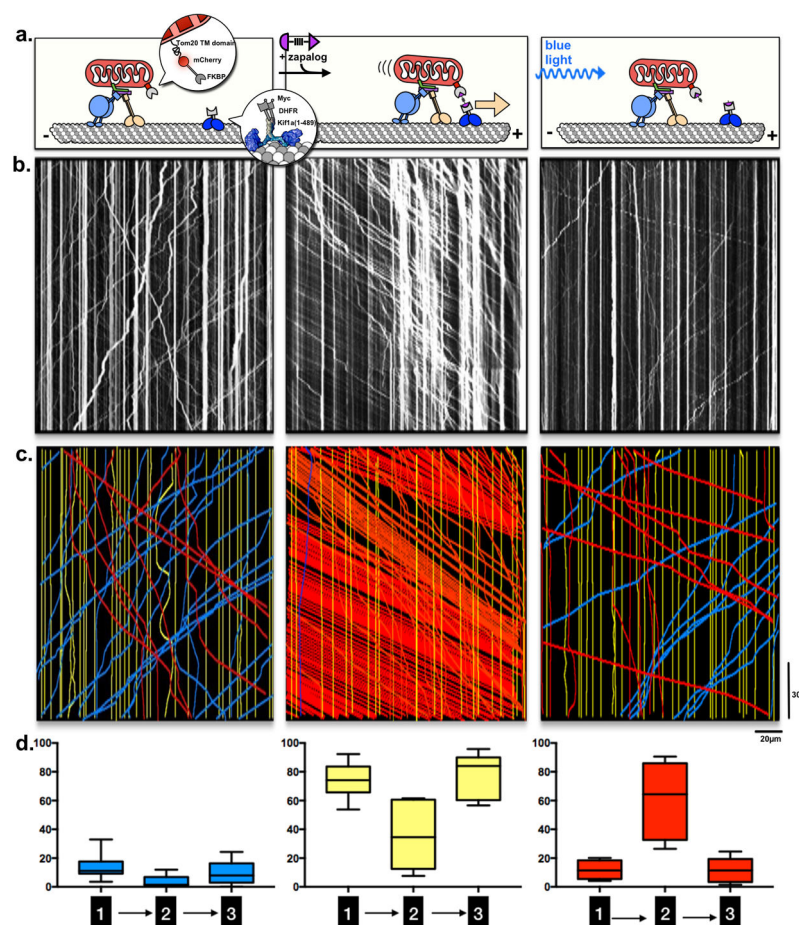 a.
Tom20 TM domain
mCherry
FKBP
+ zapalog
blue
light
Myc
DHFR
Kif1a(1-489)
-
+
-
+
b.
c.
30
20µm
d.
100
80
60
40
20
0
1 2 3
100
80
60
40
20
0
1 2 3
100
80
60
40
20
0
1 2 3